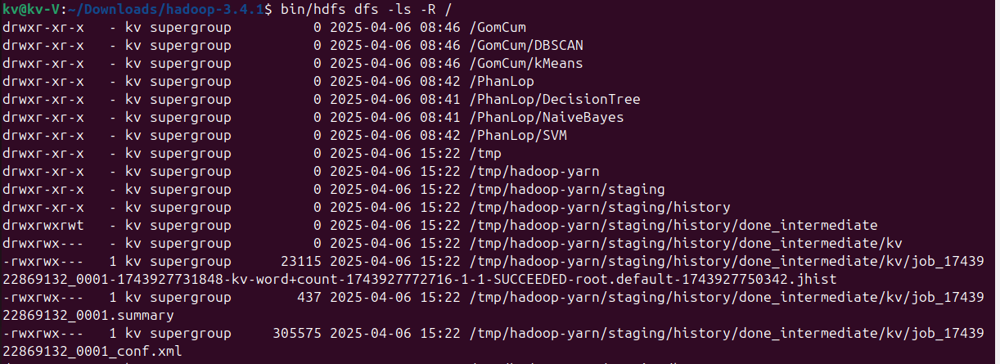 kv@kv-V:~/Downloads/hadoop-3.4.1$ bin/hdfs dfs -ls -R /
drwxr-xr-x   - kv supergroup          0 2025-04-06 08:46 /GomCum
drwxr-xr-x   - kv supergroup          0 2025-04-06 08:46 /GomCum/DBSCAN
drwxr-xr-x   - kv supergroup          0 2025-04-06 08:46 /GomCum/kMeans
drwxr-xr-x   - kv supergroup          0 2025-04-06 08:42 /PhanLop
drwxr-xr-x   - kv supergroup          0 2025-04-06 08:41 /PhanLop/DecisionTree
drwxr-xr-x   - kv supergroup          0 2025-04-06 08:41 /PhanLop/NaiveBayes
drwxr-xr-x   - kv supergroup          0 2025-04-06 08:42 /PhanLop/SVM
drwxr-xr-x   - kv supergroup          0 2025-04-06 15:22 /tmp
drwxr-xr-x   - kv supergroup          0 2025-04-06 15:22 /tmp/hadoop-yarn
drwxr-xr-x   - kv supergroup          0 2025-04-06 15:22 /tmp/hadoop-yarn/staging
drwxr-xr-x   - kv supergroup          0 2025-04-06 15:22 /tmp/hadoop-yarn/staging/history
drwxrwxrwt   - kv supergroup          0 2025-04-06 15:22 /tmp/hadoop-yarn/staging/history/done_intermediate
drwxrwx---   - kv supergroup          0 2025-04-06 15:22 /tmp/hadoop-yarn/staging/history/done_intermediate/kv
-rwxrwx---   1 kv supergroup      23115 2025-04-06 15:22 /tmp/hadoop-yarn/staging/history/done_intermediate/kv/job_17439
22869132_0001-1743927731848-kv-word+count-1743927772716-1-1-SUCCEEDED-root.default-1743927750342.jhist
-rwxrwx---   1 kv supergroup        437 2025-04-06 15:22 /tmp/hadoop-yarn/staging/history/done_intermediate/kv/job_17439
22869132_0001.summary
-rwxrwx---   1 kv supergroup     305575 2025-04-06 15:22 /tmp/hadoop-yarn/staging/history/done_intermediate/kv/job_17439
22869132_0001_conf.xml